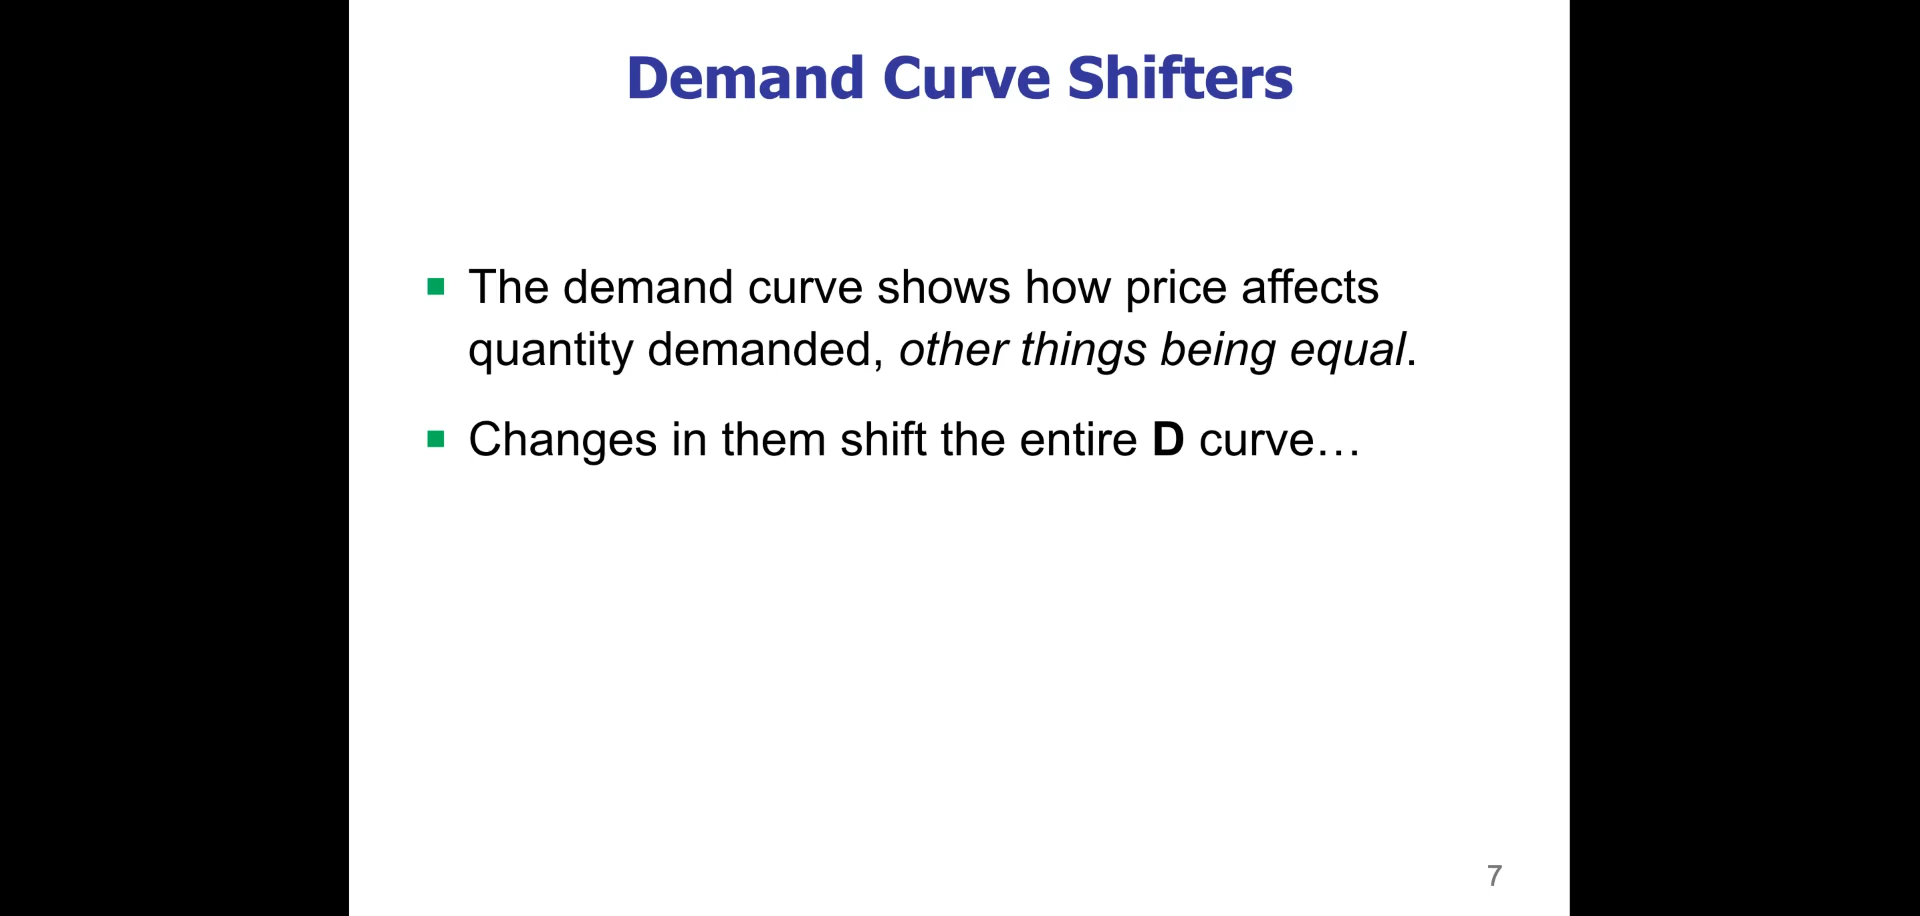 Demand Curve Shifters
The demand curve shows how price affects
quantity demanded, other things being equal.
Changes in them shift the entire D curve…
7